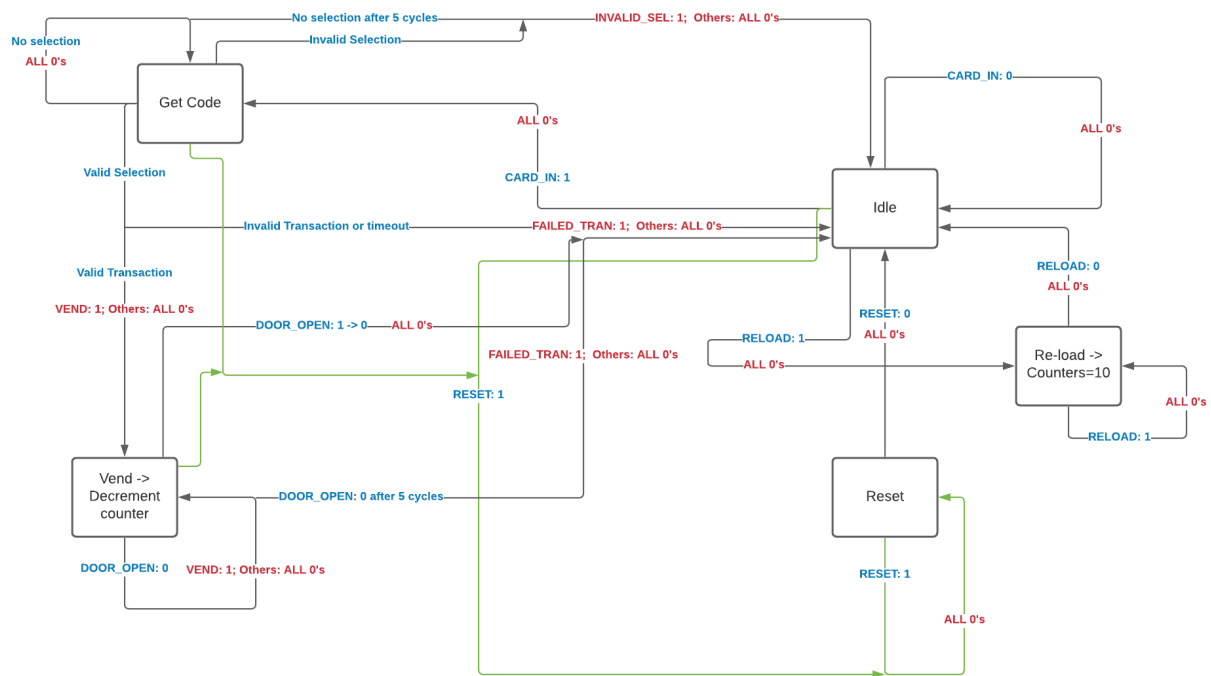 No selection after 5 cycles
INVALID_SEL: 1;  Others: ALL 0's
No selection
Invalid Selection
ALL 0's
CARD_IN: 0
Get Code
ALL 0's
ALL 0's
Valid Selection
CARD_IN: 1
Idle
Invalid Transaction or timeout
FAILED_TRAN: 1;  Others: ALL 0's
Valid Transaction
RELOAD: 0
ALL 0's
VEND: 1; Others: ALL 0's
RESET: 0
DOOR_OPEN: 1 -> 0
ALL 0's
ALL 0's
RELOAD: 1
FAILED_TRAN: 1;  Others: ALL 0's
ALL 0's
Re-load ->
Counters=10
RESET: 1
ALL 0's
RELOAD: 1
Vend ->
Decrement
counter
DOOR_OPEN: 0 after 5 cycles
Reset
DOOR_OPEN: 0
VEND: 1; Others: ALL 0's
RESET: 1
ALL 0's